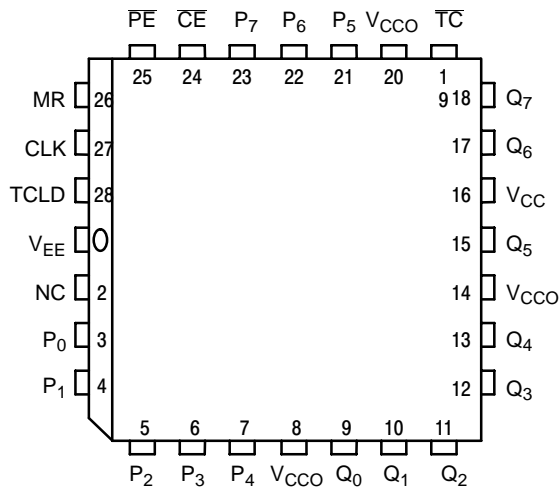 PE CE P7 P6 P5 VCCO TC
25 24 23 22 21 20 1
9
MR 26 18 Q7
CLK 27 17 Q6
TCLD 28 16 VCC
VEE 15 Q5
NC 2 14 VCCO
P0 3 13 Q4
P1 4 12 Q3
5 6 7 8 9 10 11
P2 P3 P4 VCCO Q0 Q1 Q2